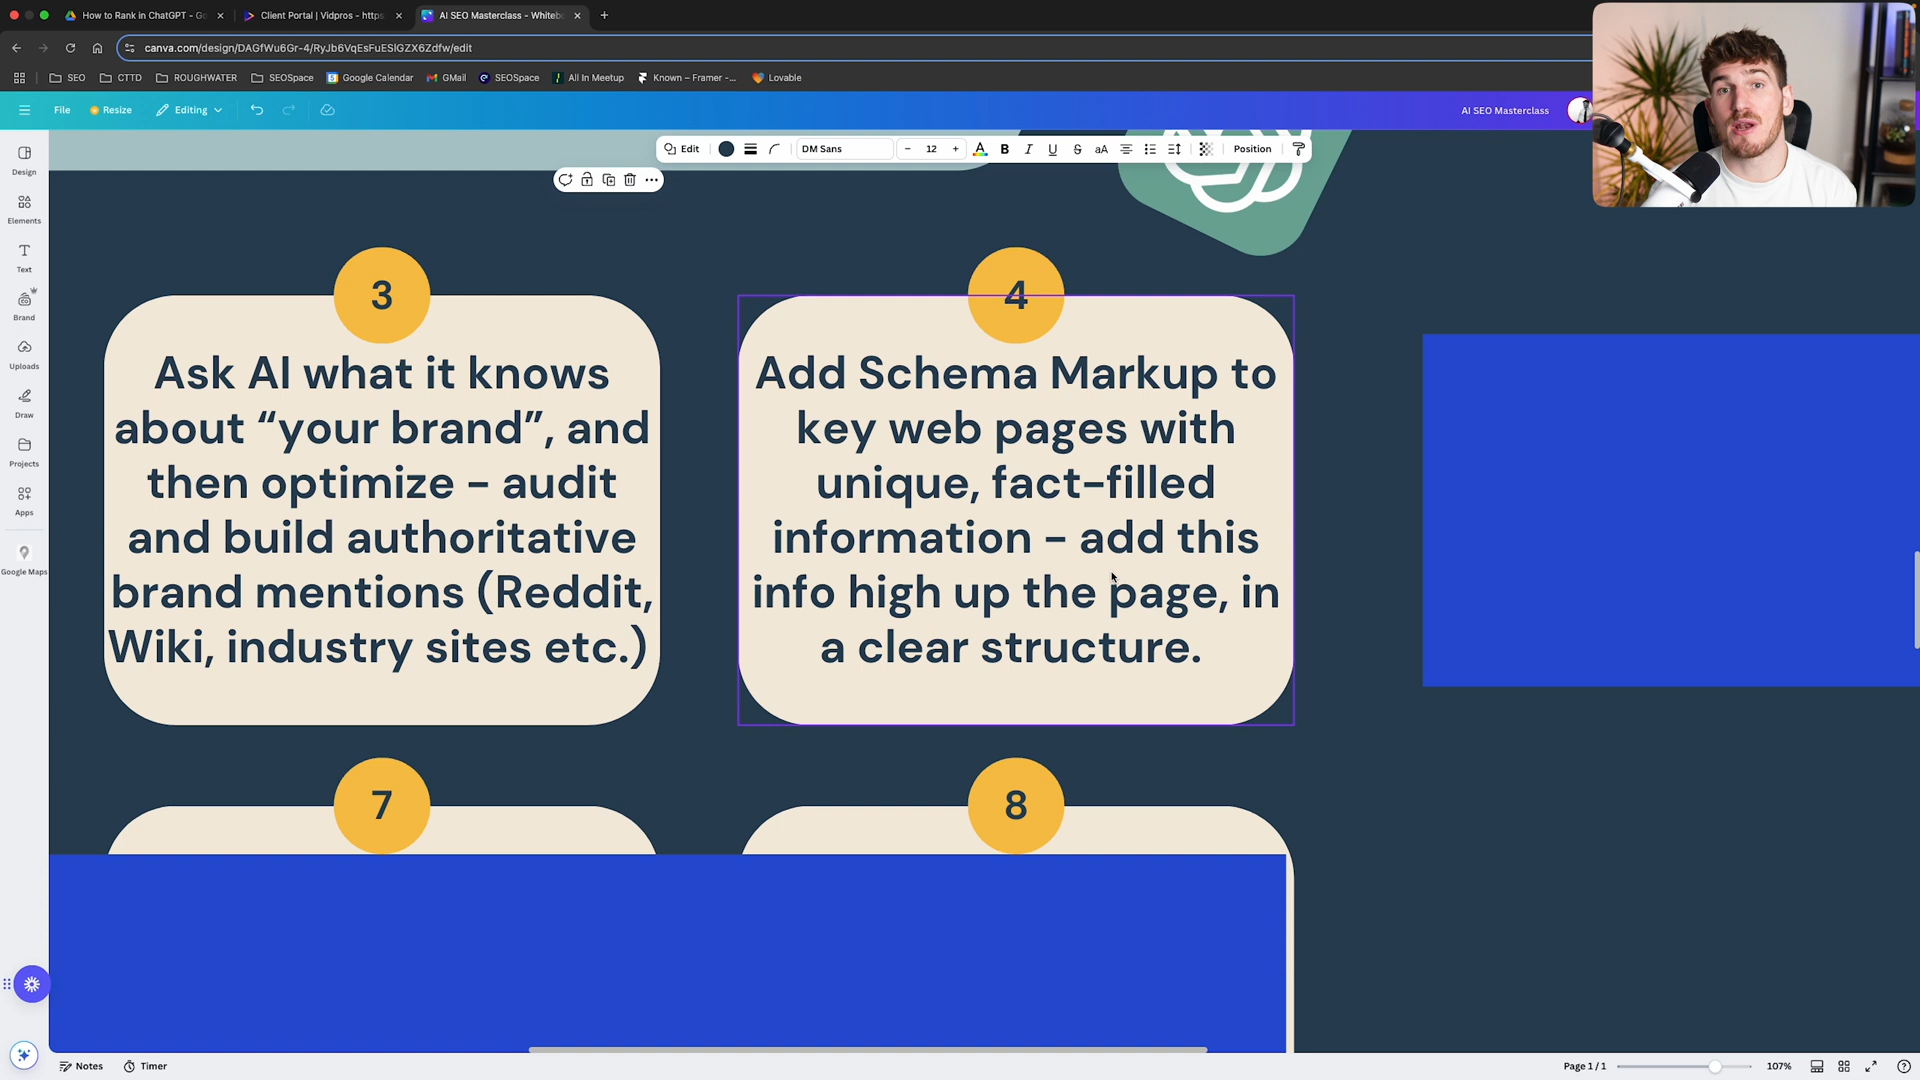 How to Rank in ChatGPT - Go
Client Portal | Vidpros - https
AI SEO Masterclass - Whitebo
canva.com/design/DAGfWu6Gr-4/RyJb6VqEsFuESlGZX6Zdfw/edit
SEO
CTTD
ROUGHWATER
SEOSpace
Google Calendar
GMail
SEOSpace
All In Meetup
Known – Framer -...
Lovable
File
Resize
Editing
AI SEO Masterclass
Edit
DM Sans
– 12 +
A B I U S aA
Position
Design
Elements
Text
Brand
Uploads
Draw
Projects
Apps
Google Maps
3
Ask AI what it knows
about “your brand”, and
then optimize – audit
and build authoritative
brand mentions (Reddit,
Wiki, industry sites etc.)
4
Add Schema Markup to
key web pages with
unique, fact-filled
information – add this
info high up the page, in
a clear structure.
7
8
Notes
Timer
Page 1 / 1
107%